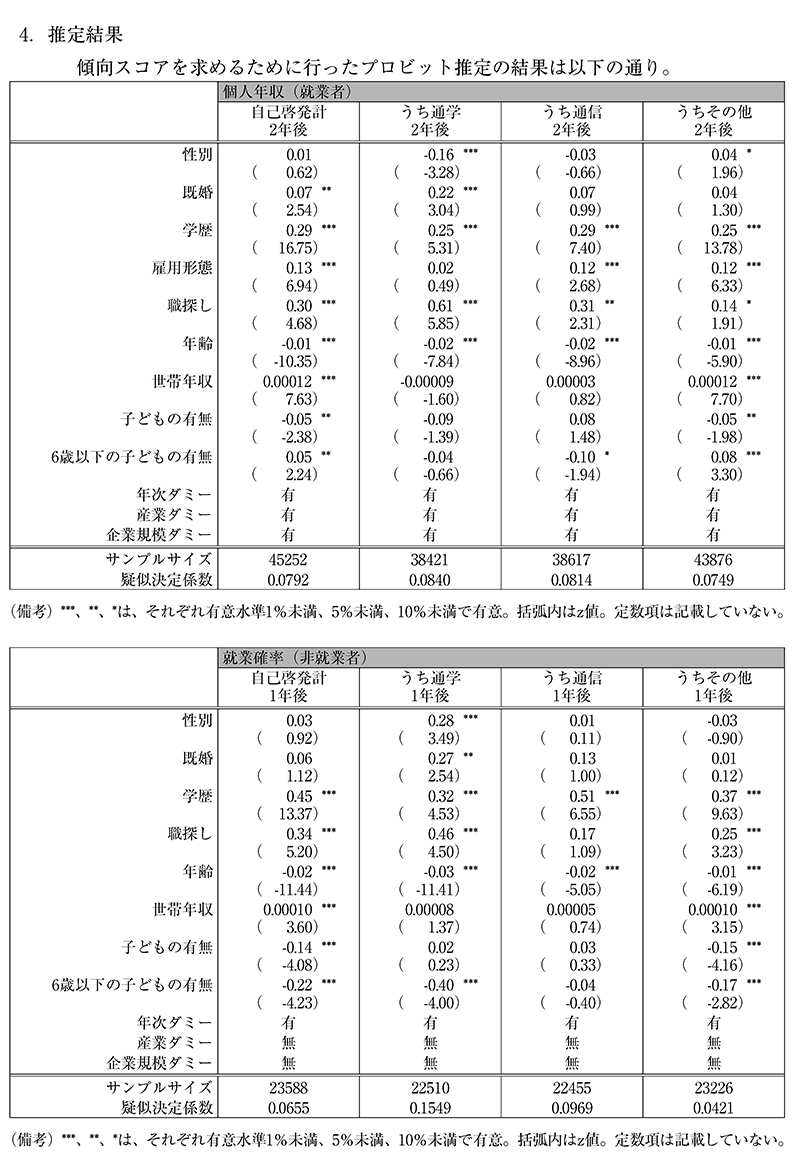 4. 推定結果
傾向スコアを求めるために行ったプロビット推定の結果は以下の通り。
個人年収（就業者）
自己啓発計 うち通学 うち通信 うちその他
2年後 2年後 2年後 2年後
性別 0.01 -0.16 *** -0.03 0.04 *
( 0.62) ( -3.28) ( -0.66) ( 1.96)
既婚 0.07 ** 0.22 *** 0.07 0.04
( 2.54) ( 3.04) ( 0.99) ( 1.30)
学歴 0.29 *** 0.25 *** 0.29 *** 0.25 ***
( 16.75) ( 5.31) ( 7.40) ( 13.78)
雇用形態 0.13 *** 0.02 0.12 *** 0.12 ***
( 6.94) ( 0.49) ( 2.68) ( 6.33)
職探し 0.30 *** 0.61 *** 0.31 ** 0.14 *
( 4.68) ( 5.85) ( 2.31) ( 1.91)
年齢 -0.01 *** -0.02 *** -0.02 *** -0.01 ***
( -10.35) ( -7.84) ( -8.96) ( -5.90)
世帯年収 0.00012 *** -0.00009 0.00003 0.00012 ***
( 7.63) ( -1.60) ( 0.82) ( 7.70)
子どもの有無 -0.05 ** -0.09 0.08 -0.05 **
( -2.38) ( -1.39) ( 1.48) ( -1.98)
6歳以下の子どもの有無 0.05 ** -0.04 -0.10 * 0.08 ***
( 2.24) ( -0.66) ( -1.94) ( 3.30)
年次ダミー 有 有 有 有
産業ダミー 有 有 有 有
企業規模ダミー 有 有 有 有
サンプルサイズ 45252 38421 38617 43876
疑似決定係数 0.0792 0.0840 0.0814 0.0749
（備考）***、**、*は、それぞれ有意水準1％未満、5％未満、10％未満で有意。括弧内はz値。定数項は記載していない。
就業確率（非就業者）
自己啓発計 うち通学 うち通信 うちその他
1年後 1年後 1年後 1年後
性別 0.03 0.28 *** 0.01 -0.03
( 0.92) ( 3.49) ( 0.11) ( -0.90)
既婚 0.06 0.27 ** 0.13 0.01
( 1.12) ( 2.54) ( 1.00) ( 0.12)
学歴 0.45 *** 0.32 *** 0.51 *** 0.37 ***
( 13.37) ( 4.53) ( 6.55) ( 9.63)
職探し 0.34 *** 0.46 *** 0.17 0.25 ***
( 5.20) ( 4.50) ( 1.09) ( 3.23)
年齢 -0.02 *** -0.03 *** -0.02 *** -0.01 ***
( -11.44) ( -11.41) ( -5.05) ( -6.19)
世帯年収 0.00010 *** 0.00008 0.00005 0.00010 ***
( 3.60) ( 1.37) ( 0.74) ( 3.15)
子どもの有無 -0.14 *** 0.02 0.03 -0.15 ***
( -4.08) ( 0.23) ( 0.33) ( -4.16)
6歳以下の子どもの有無 -0.22 *** -0.40 *** -0.04 -0.17 ***
( -4.23) ( -4.00) ( -0.40) ( -2.82)
年次ダミー 有 有 有 有
産業ダミー 無 無 無 無
企業規模ダミー 無 無 無 無
サンプルサイズ 23588 22510 22455 23226
疑似決定係数 0.0655 0.1549 0.0969 0.0421
（備考）***、**、*は、それぞれ有意水準1％未満、5％未満、10％未満で有意。括弧内はz値。定数項は記載していない。